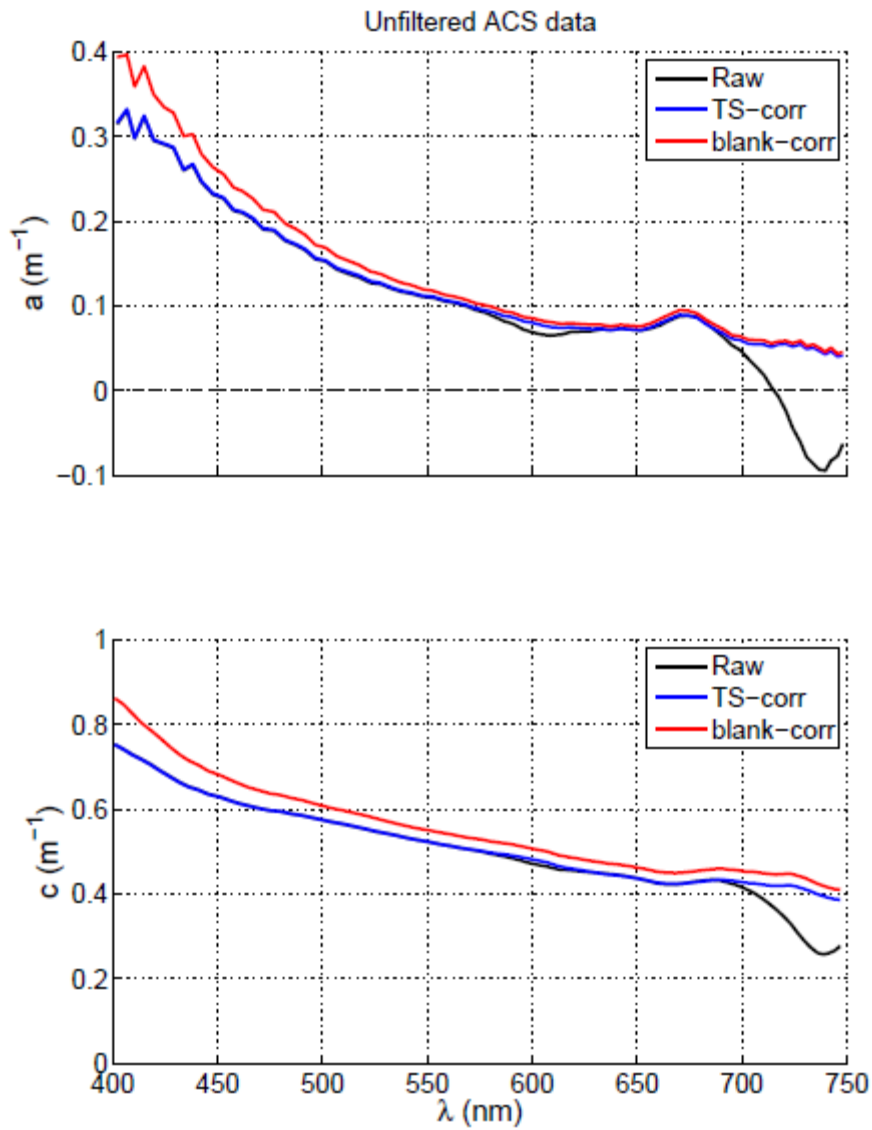 Unfiltered ACS data
0.4
0.3
0.2
0.1
0
−0.1
a (m⁻¹)
Raw
TS−corr
blank−corr
1
0.8
0.6
0.4
0.2
0
c (m⁻¹)
Raw
TS−corr
blank−corr
400 450 500 550 600 650 700 750
λ (nm)